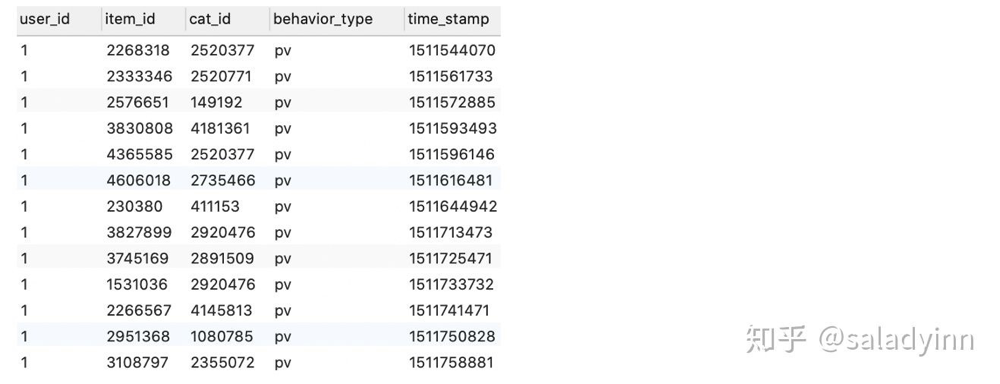 user_id item_id cat_id behavior_type time_stamp
1 2268318 2520377 pv 1511544070
1 2333346 2520771 pv 1511561733
1 2576651 149192 pv 1511572885
1 3830808 4181361 pv 1511593493
1 4365585 2520377 pv 1511596146
1 4606018 2735466 pv 1511616481
1 230380 411153 pv 1511644942
1 3827899 2920476 pv 1511713473
1 3745169 2891509 pv 1511725471
1 1531036 2920476 pv 1511733732
1 2266567 4145813 pv 1511741471
1 2951368 1080785 pv 1511750828
1 3108797 2355072 pv 1511758881
知乎 @saladyinn